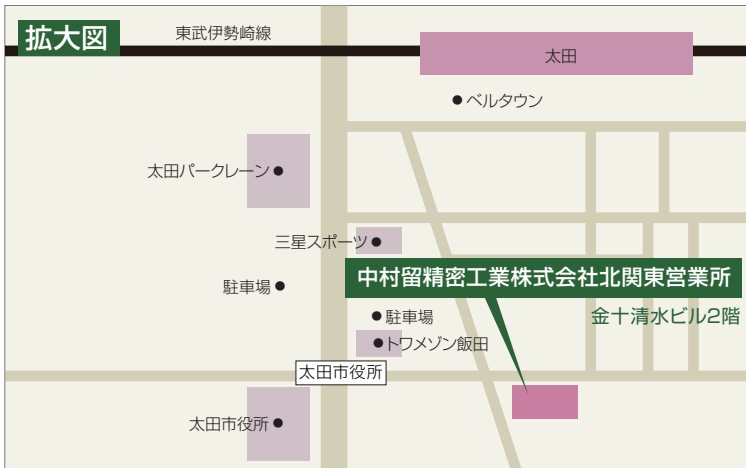 拡大図
東武伊勢崎線
太田
ベルタウン
太田パークレーン
三星スポーツ
中村留精密工業株式会社北関東営業所
駐車場
金十清水ビル2階
駐車場
トワメゾン飯田
太田市役所
太田市役所